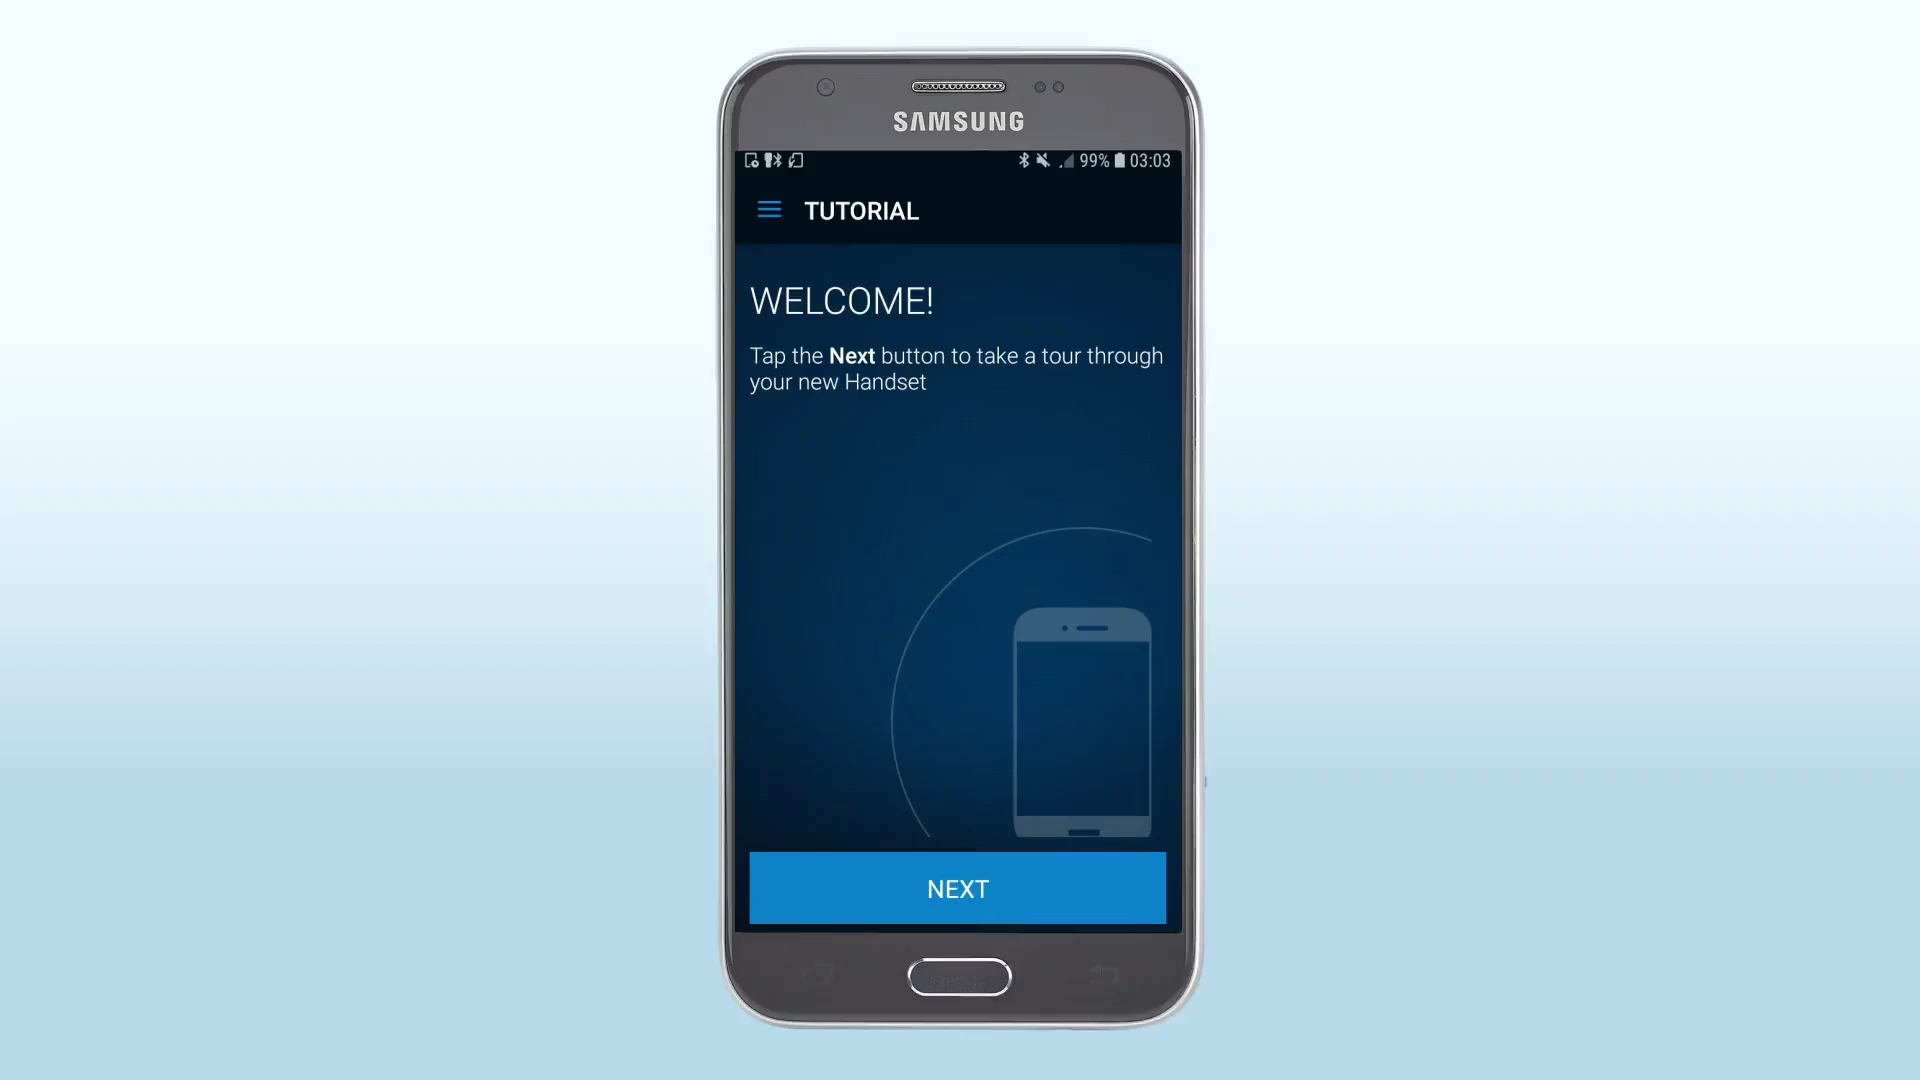 SAMSUNG
99% 03:03
TUTORIAL
WELCOME!
Tap the Next button to take a tour through
your new Handset
NEXT